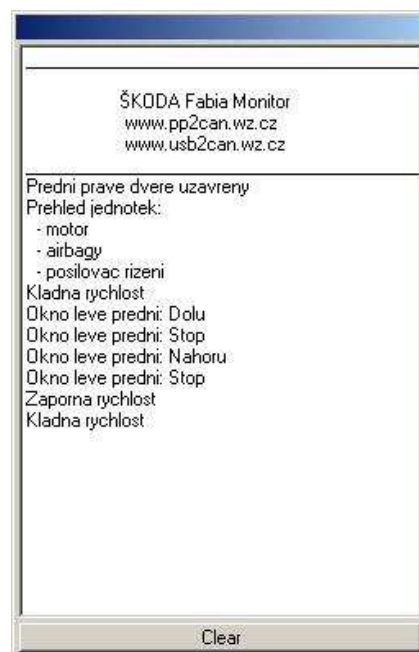 ŠKODA Fabia Monitor
www.pp2can.wz.cz
www.usb2can.wz.cz
Predni prave dvere uzavreny
Prehled jednotek:
- motor
- airbagy
- posilovac rizeni
Kladna rychlost
Okno leve predni: Dolu
Okno leve predni: Stop
Okno leve predni: Nahoru
Okno leve predni: Stop
Zaporna rychlost
Kladna rychlost
Clear